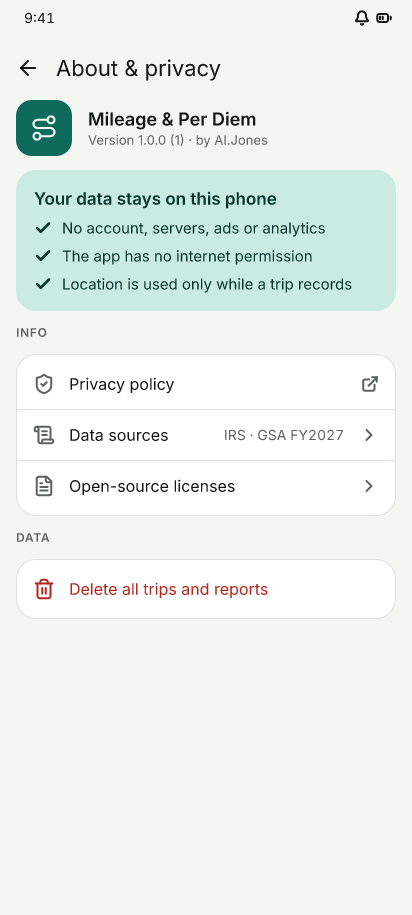 9:41
About & privacy
Mileage & Per Diem
Version 1.0.0 (1) · by AI.Jones
Your data stays on this phone
No account, servers, ads or analytics
The app has no internet permission
Location is used only while a trip records
INFO
Privacy policy
Data sources IRS · GSA FY2027
Open-source licenses
DATA
Delete all trips and reports